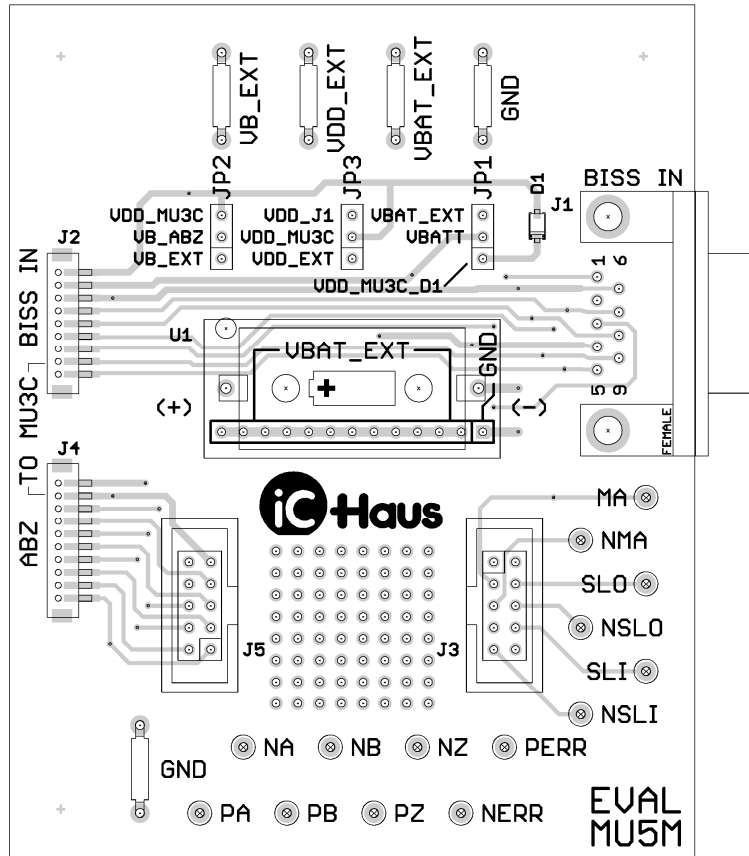 VB_EXT
VDD_EXT
VBAT_EXT
GND
JP2
JP3
JP1
D1
J1
BISS IN
VDD_MU3C
VB_ABZ
VB_EXT
VDD_J1
VDD_MU3C
VDD_EXT
VBAT_EXT
VBATT
VDD_MU3C_D1
J2
1 6
5 9
FEMALE
U1
VBAT_EXT
GND
+
(+)
(-)
BISS IN
TO MU3C
ABZ
J4
iC Haus
MA
NMA
SLO
NSLO
SLI
NSLI
J5
J3
NA
NB
NZ
PERR
GND
PA
PB
PZ
NERR
EVAL
MU5M